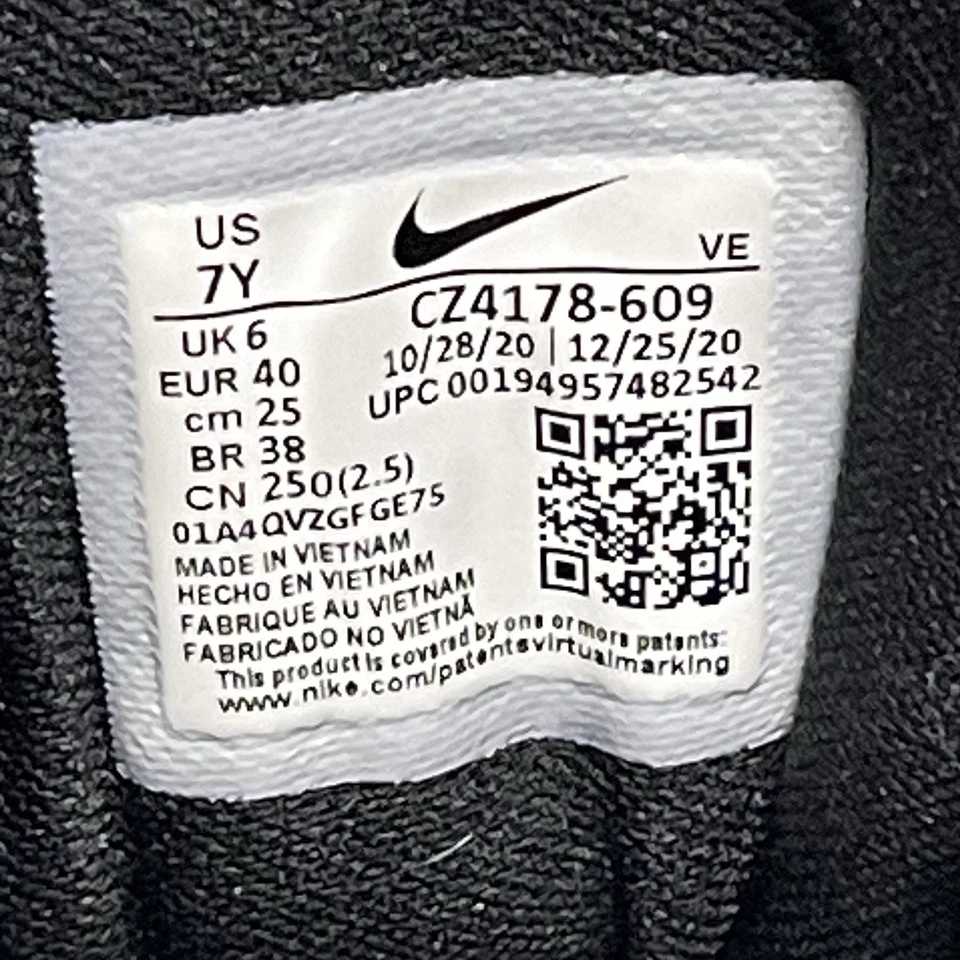 US
7Y
VE
CZ4178-609
UK 6
10/28/20 | 12/25/20
EUR 40
UPC 00194957482542
cm 25
BR 38
CN 250(2.5)
01A4QVZGFGE75
MADE IN VIETNAM
HECHO EN VIETNAM
FABRIQUE AU VIETNAM
FABRICADO NO VIETNÃ
This product is covered by one or more patents:
www.nike.com/patentsvirtualmarking